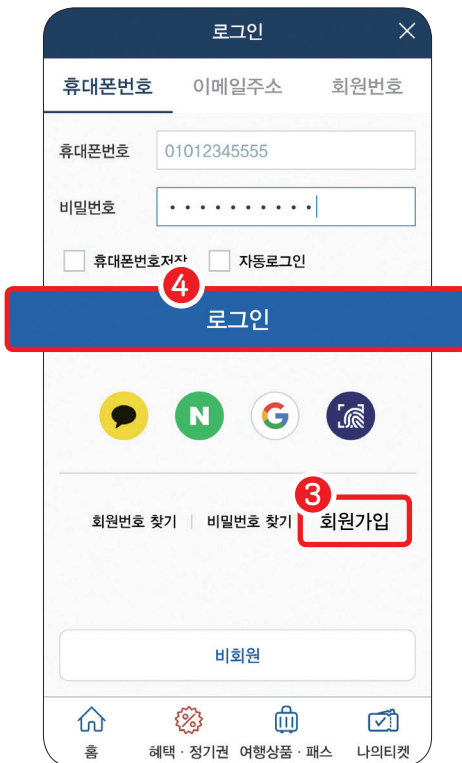 로그인
휴대폰번호 이메일주소 회원번호
휴대폰번호 01012345555
비밀번호 ••••••••••
휴대폰번호저장 자동로그인
4
로그인
N G
3
회원번호 찾기 | 비밀번호 찾기 회원가입
비회원
홈 혜택 · 정기권 여행상품 · 패스 나의티켓